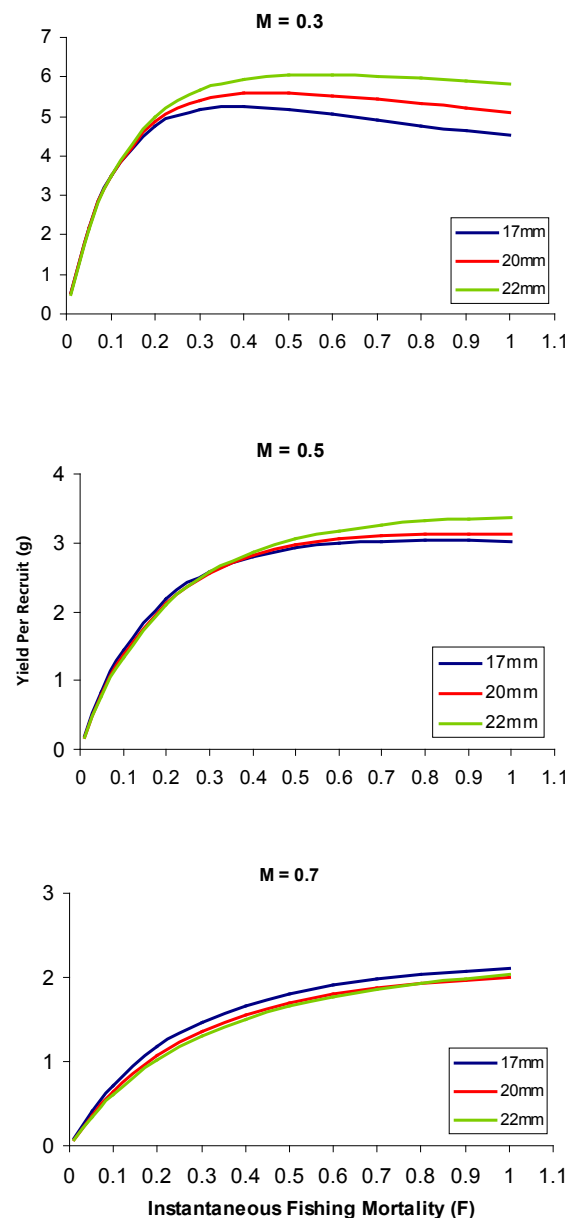 M = 0.3
7
6
5
4
3
2
1
0
0 0.1 0.2 0.3 0.4 0.5 0.6 0.7 0.8 0.9 1 1.1
17mm
20mm
22mm
M = 0.5
Yield Per Recruit (g)
4
3
2
1
0
0 0.1 0.2 0.3 0.4 0.5 0.6 0.7 0.8 0.9 1 1.1
17mm
20mm
22mm
M = 0.7
3
2
1
0
0 0.1 0.2 0.3 0.4 0.5 0.6 0.7 0.8 0.9 1 1.1
17mm
20mm
22mm
Instantaneous Fishing Mortality (F)